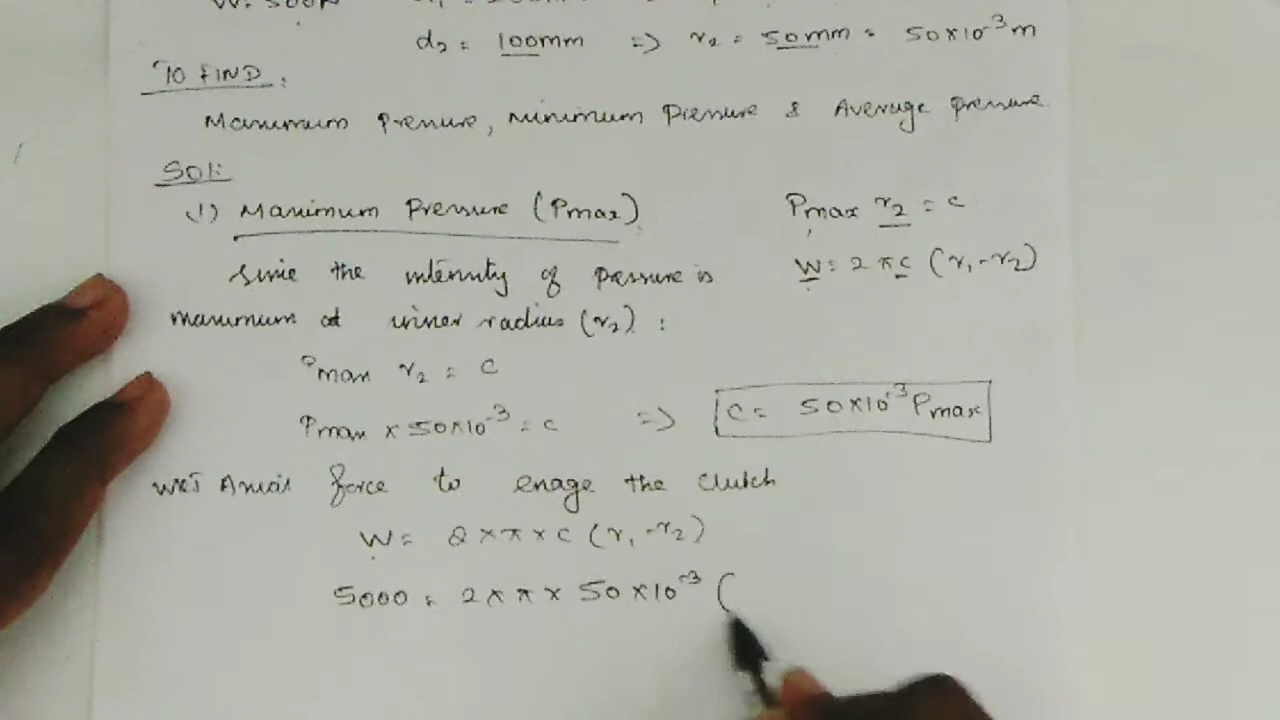 d2 = 100mm => r2 = 50mm = 50×10⁻³m
TO FIND:
Maximum Pressure, Minimum Pressure & Average Pressure
Sol:
(1) Maximum Pressure (Pmax)
Pmax r2 = C
W = 2πC (r1-r2)
Since the intensity of Pressure is
maximum at inner radius (r2) :
Pmax r2 = C
Pmax × 50×10⁻³ = C => C = 50×10⁻³ Pmax
WKT Axial force to enage the Clutch
W = 2×π×C (r1-r2)
5000 = 2×π× 50×10⁻³ (